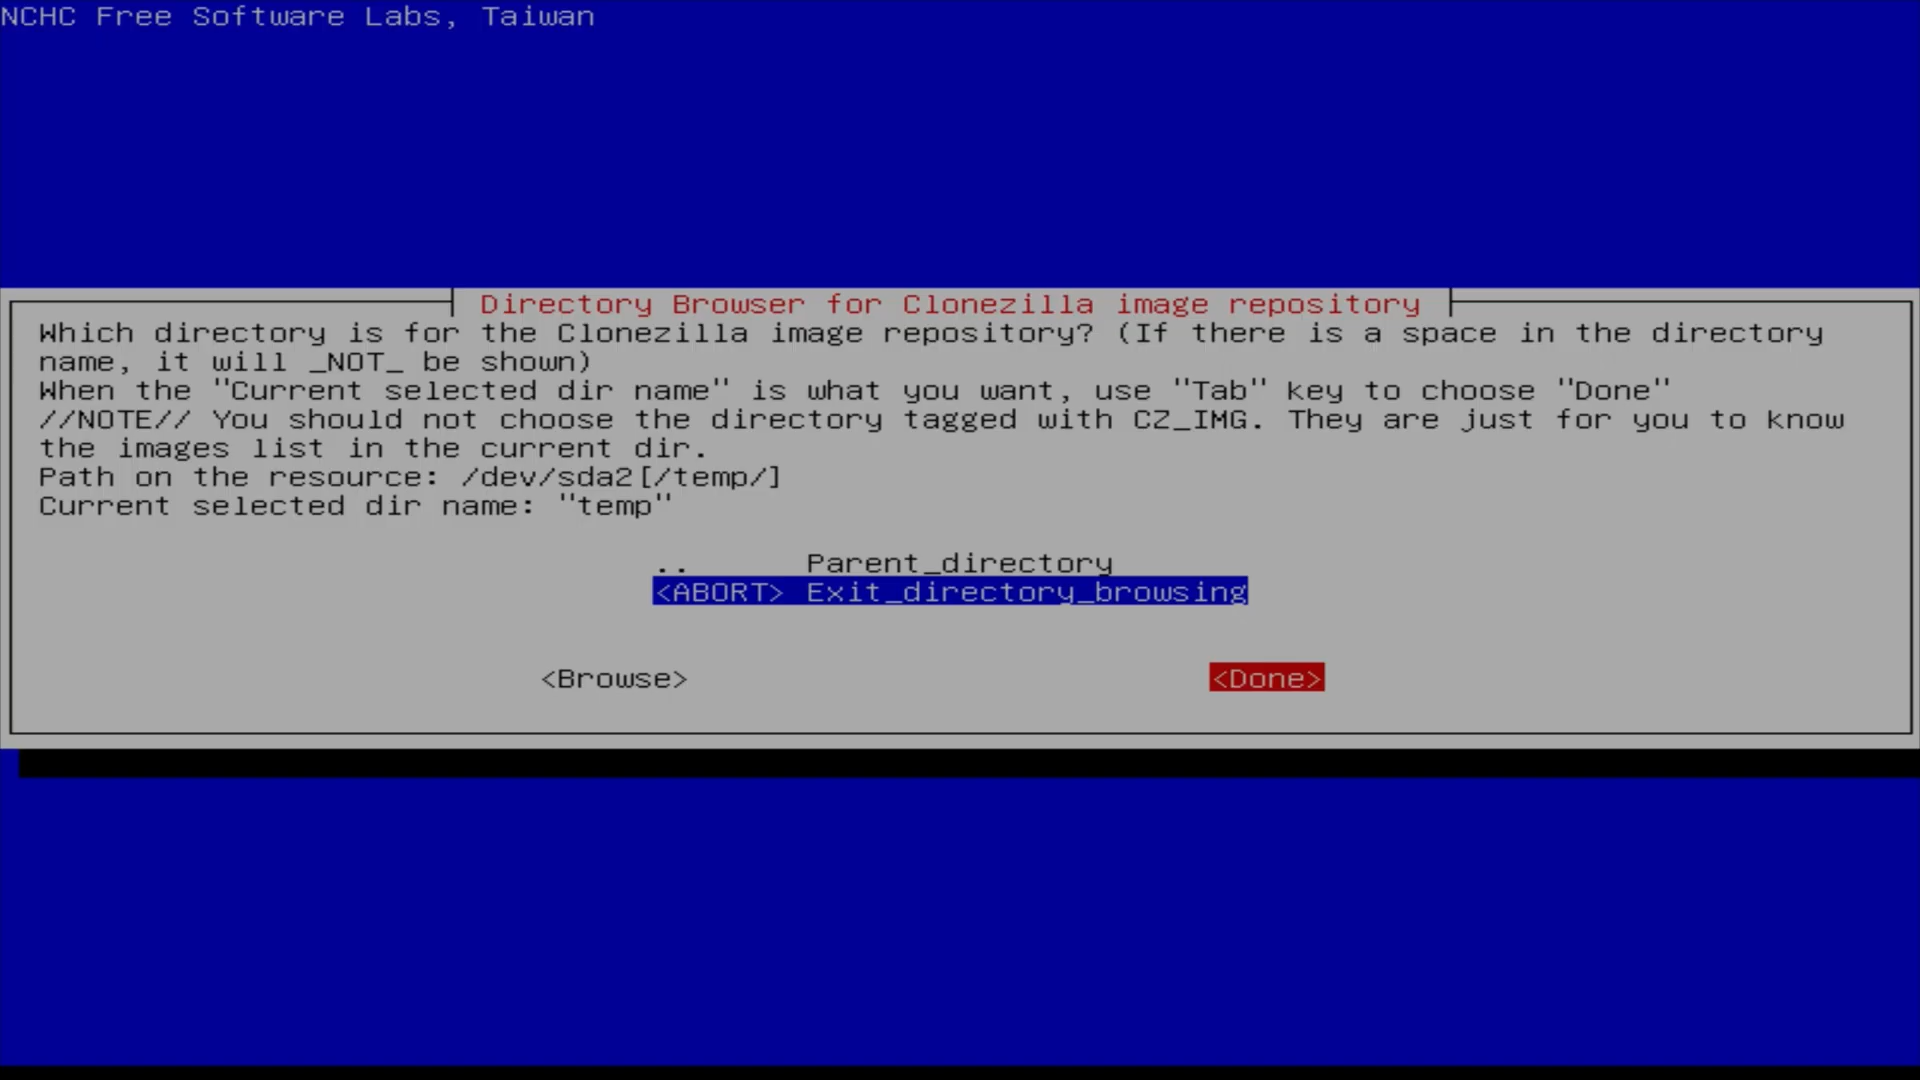 NCHC Free Software Labs, Taiwan
Directory Browser for Clonezilla image repository
Which directory is for the Clonezilla image repository? (If there is a space in the directory
name, it will _NOT_ be shown)
When the "Current selected dir name" is what you want, use "Tab" key to choose "Done"
//NOTE// You should not choose the directory tagged with CZ_IMG. They are just for you to know
the images list in the current dir.
Path on the resource: /dev/sda2[/temp/]
Current selected dir name: "temp"
.. Parent_directory
<ABORT> Exit_directory_browsing
<Browse> <Done>